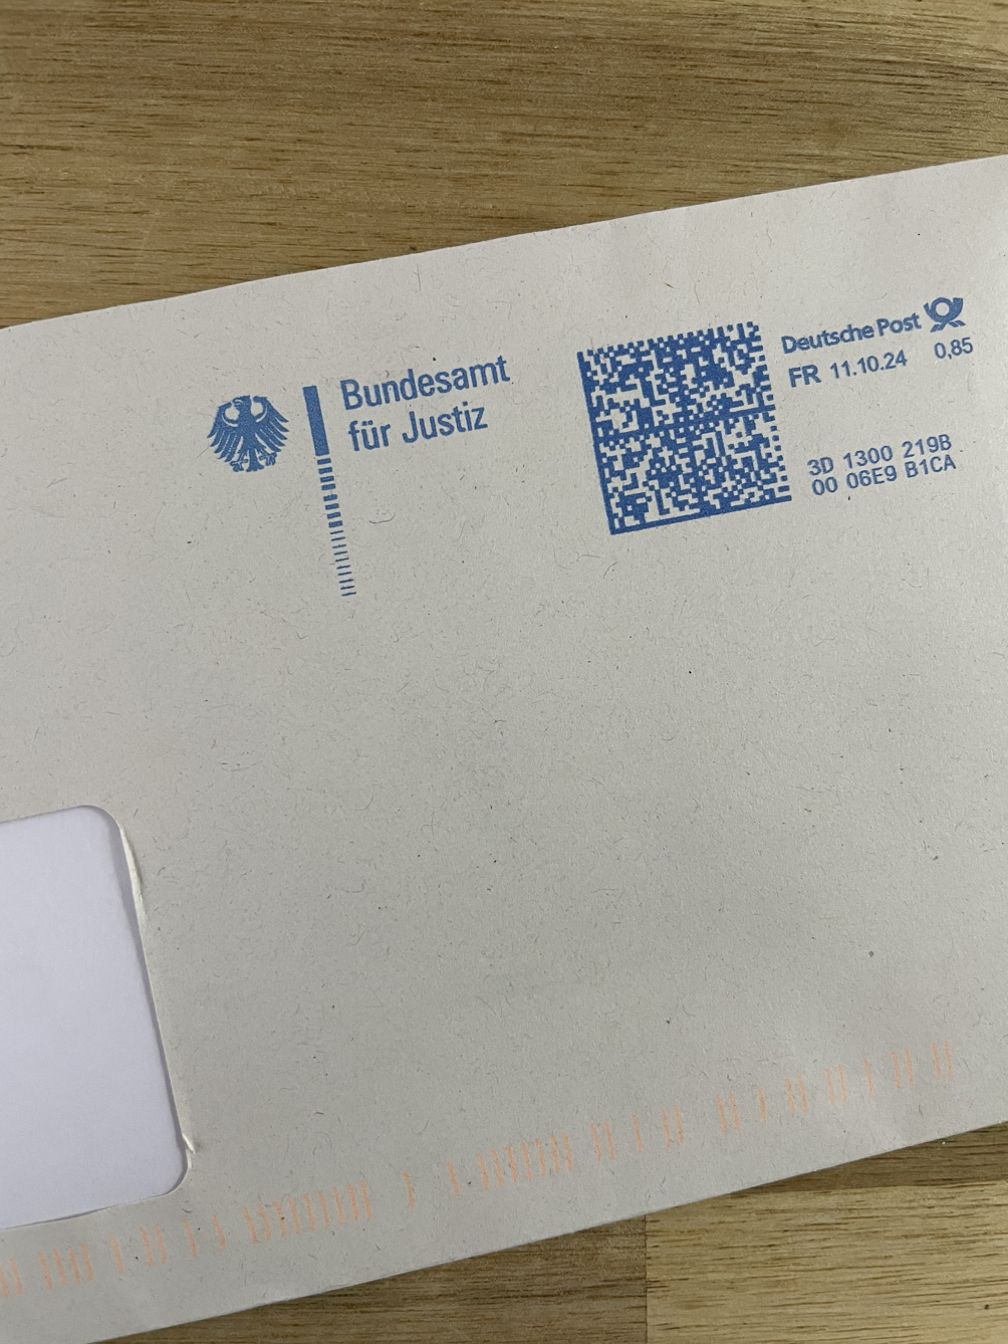 Bundesamt
für Justiz
Deutsche Post
FR 11.10.24 0,85
3D 1300 219B
00 06E9 B1CA